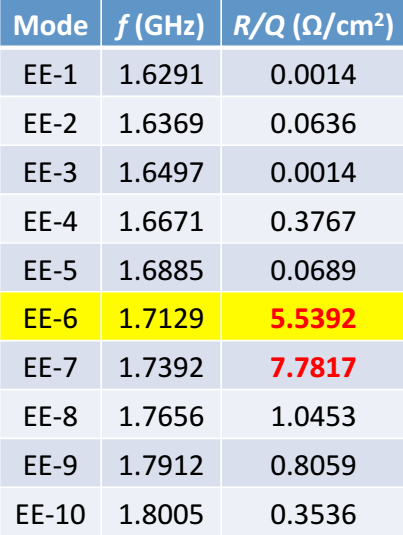 Mode f (GHz) R/Q (Ω/cm²)
EE-1 1.6291 0.0014
EE-2 1.6369 0.0636
EE-3 1.6497 0.0014
EE-4 1.6671 0.3767
EE-5 1.6885 0.0689
EE-6 1.7129 5.5392
EE-7 1.7392 7.7817
EE-8 1.7656 1.0453
EE-9 1.7912 0.8059
EE-10 1.8005 0.3536